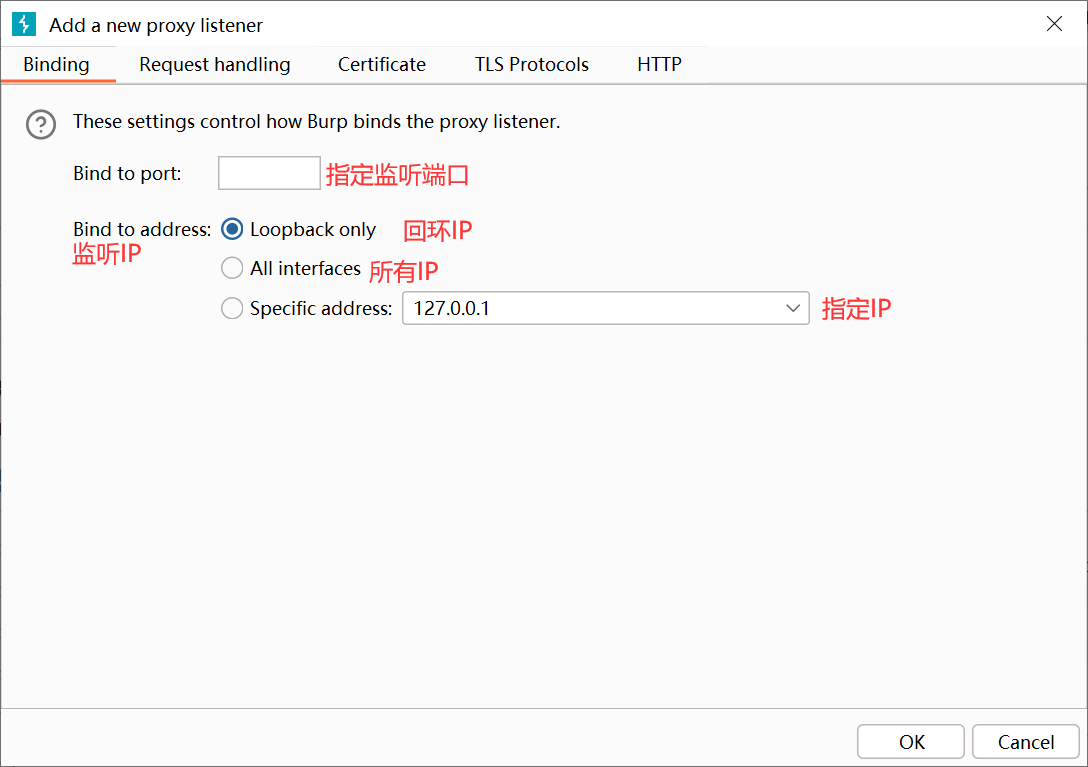 Add a new proxy listener
Binding Request handling Certificate TLS Protocols HTTP
? These settings control how Burp binds the proxy listener.
Bind to port: 指定监听端口
Bind to address: Loopback only 回环IP
监听IP
All interfaces 所有IP
Specific address: 127.0.0.1 指定IP
OK Cancel